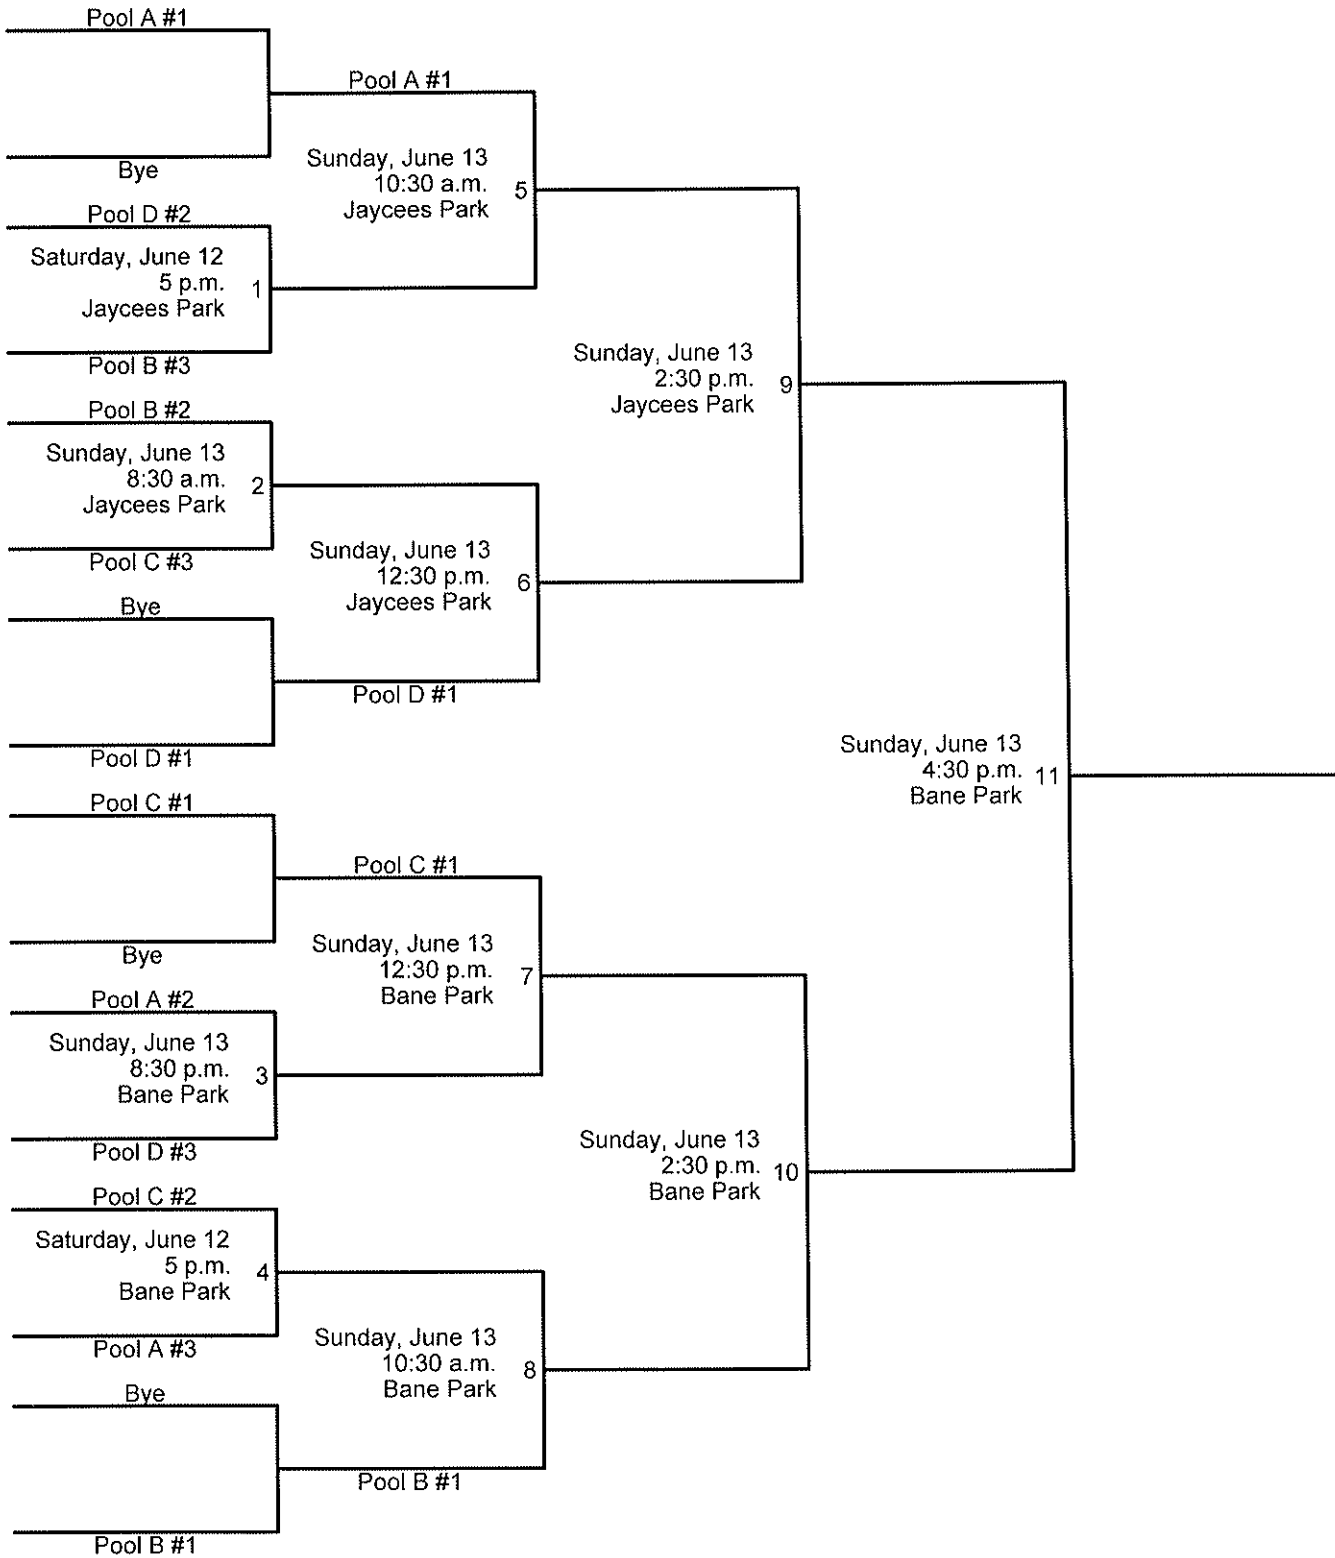 Pool A #1
Pool A #1
Bye
Sunday, June 13
10:30 a.m.
Jaycees Park
5
Pool D #2
Saturday, June 12
5 p.m.
Jaycees Park
1
Pool B #3
Sunday, June 13
2:30 p.m.
Jaycees Park
9
Pool B #2
Sunday, June 13
8:30 a.m.
Jaycees Park
2
Pool C #3
Sunday, June 13
12:30 p.m.
Jaycees Park
6
Bye
Pool D #1
Pool D #1
Sunday, June 13
4:30 p.m.
Bane Park
11
Pool C #1
Pool C #1
Bye
Sunday, June 13
12:30 p.m.
Bane Park
7
Pool A #2
Sunday, June 13
8:30 p.m.
Bane Park
3
Pool D #3
Sunday, June 13
2:30 p.m.
Bane Park
10
Pool C #2
Saturday, June 12
5 p.m.
Bane Park
4
Pool A #3
Sunday, June 13
10:30 a.m.
Bane Park
8
Bye
Pool B #1
Pool B #1